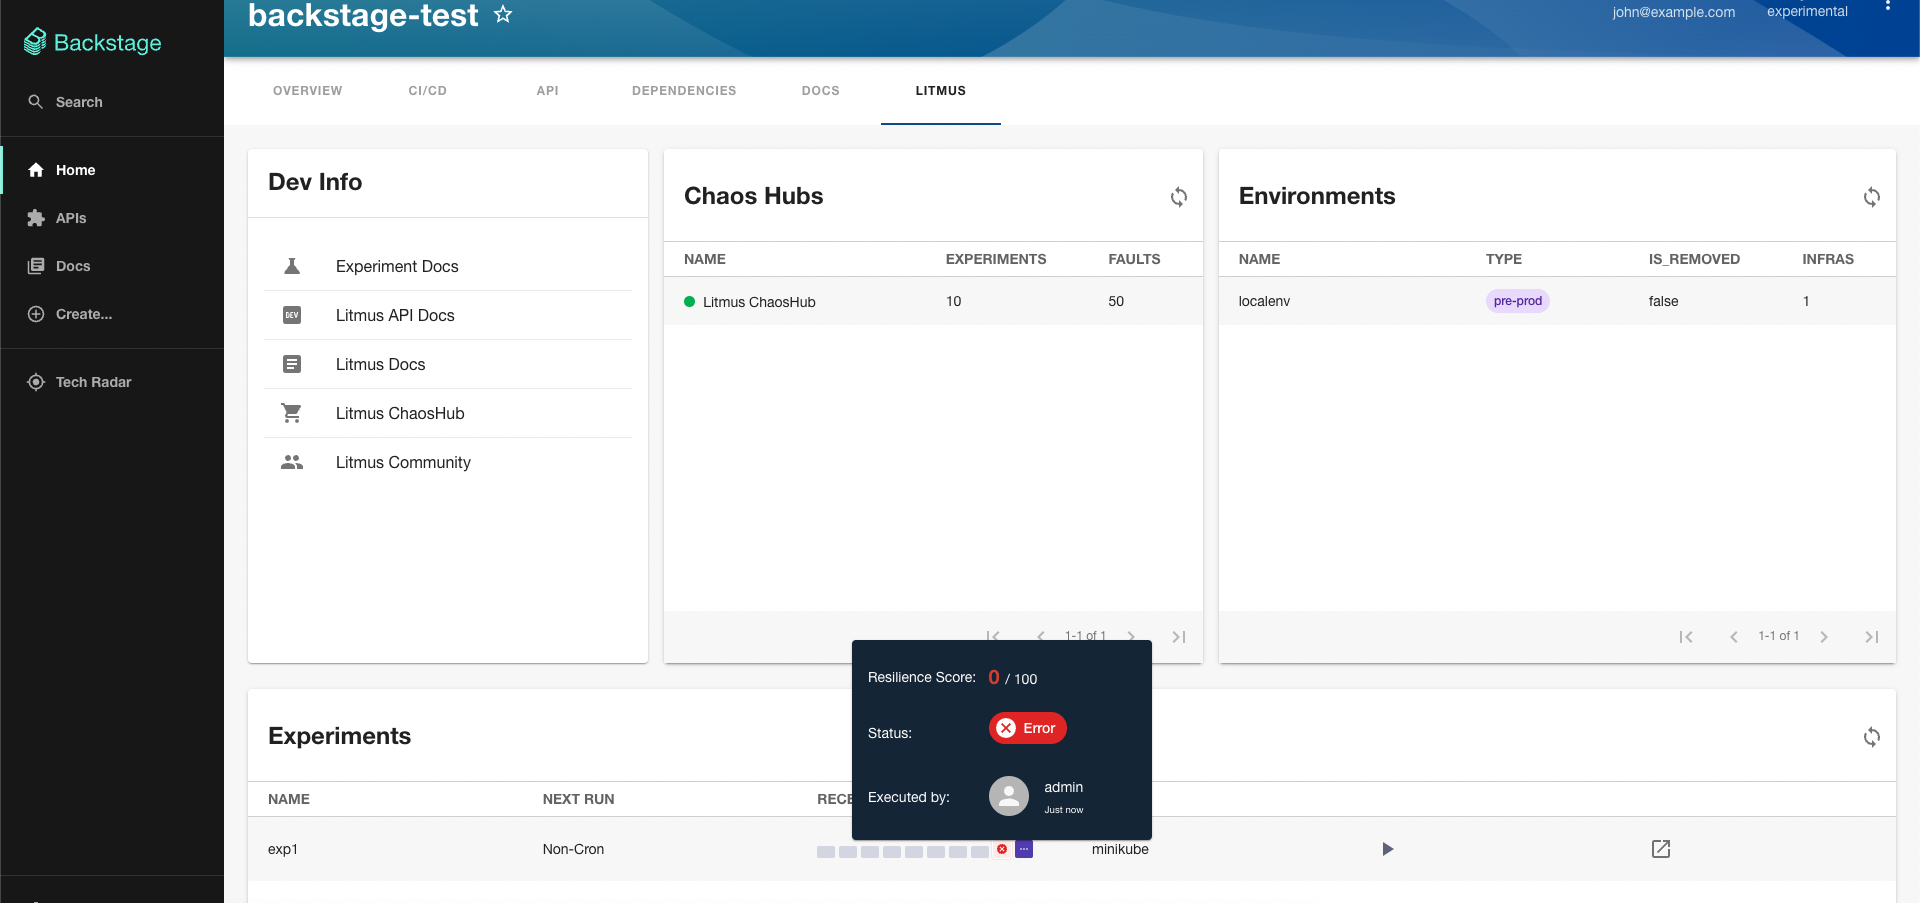 backstage-test
john@example.com
experimental
Backstage
Search
Home
APIs
Docs
Create...
Tech Radar
OVERVIEW
CI/CD
API
DEPENDENCIES
DOCS
LITMUS
Dev Info
Experiment Docs
DEV
Litmus API Docs
Litmus Docs
Litmus ChaosHub
Litmus Community
Chaos Hubs
NAME EXPERIMENTS FAULTS
Litmus ChaosHub 10 50
1-1 of 1
Environments
NAME TYPE IS_REMOVED INFRAS
localenv pre-prod false 1
1-1 of 1
Resilience Score: 0 / 100
Status: Error
Executed by: admin
Just now
Experiments
NAME NEXT RUN
exp1 Non-Cron minikube